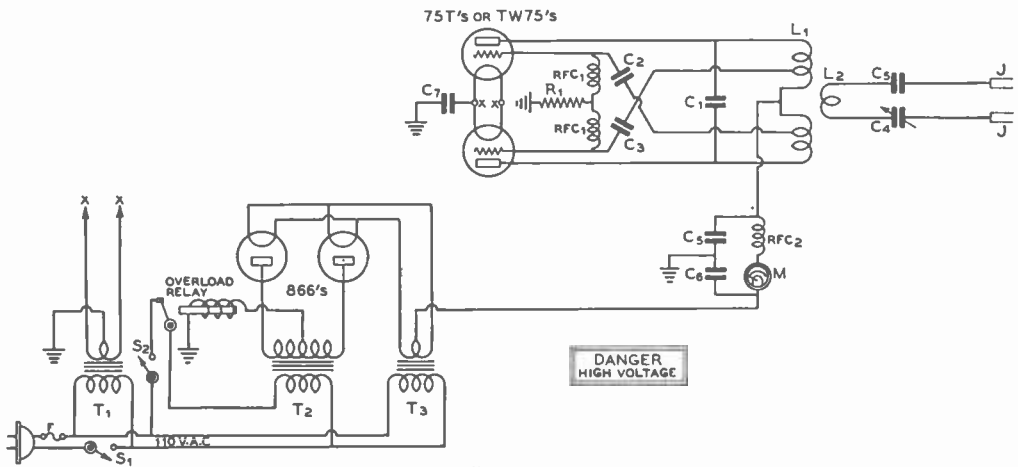 75T's OR TW75's
L1
C2
RFC1
L2
C5
J
C7
X X
R1
C1
RFC1
C3
C4
J
X X
C5
RFC2
OVERLOAD
RELAY
866's
C6
M
S2
DANGER
HIGH VOLTAGE
T1
T2
T3
F
110 V.A.C
S1